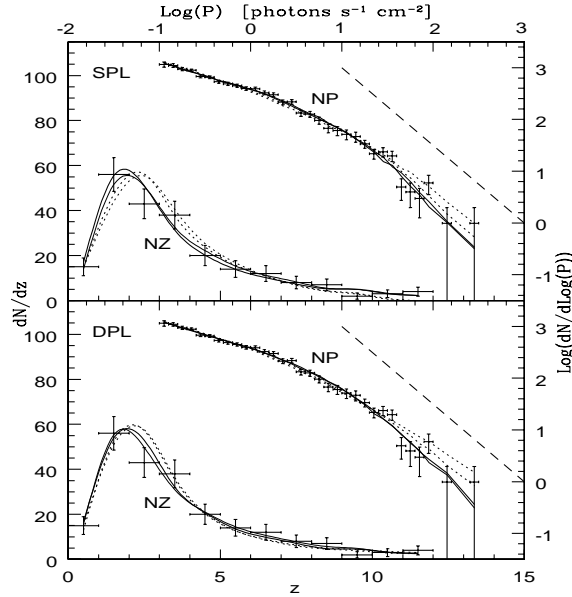 Log(P) [photons s⁻¹ cm⁻²]
-2 -1 0 1 2 3
SPL
NP
NZ
100
80
60
40
20
0
3
2
1
0
-1
DPL
NP
NZ
100
80
60
40
20
0
3
2
1
0
-1
dN/dz
Log(dN/dLog(P))
0 5 10 15
z